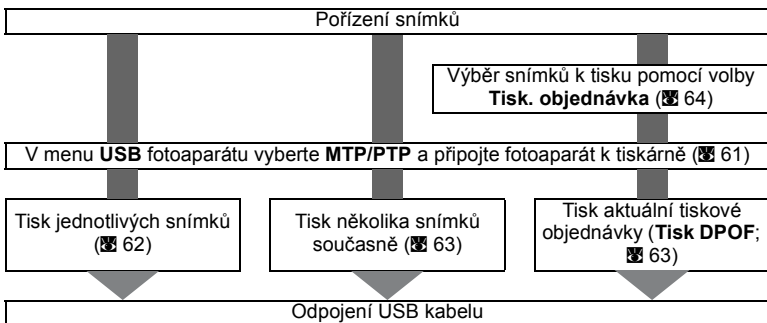 Pořízení snímků
Výběr snímků k tisku pomocí volby
Tisk. objednávka (64)
V menu USB fotoaparátu vyberte MTP/PTP a připojte fotoaparát k tiskárně (61)
Tisk jednotlivých snímků
(62)
Tisk několika snímků
současně (63)
Tisk aktuální tiskové
objednávky (Tisk DPOF;
63)
Odpojení USB kabelu